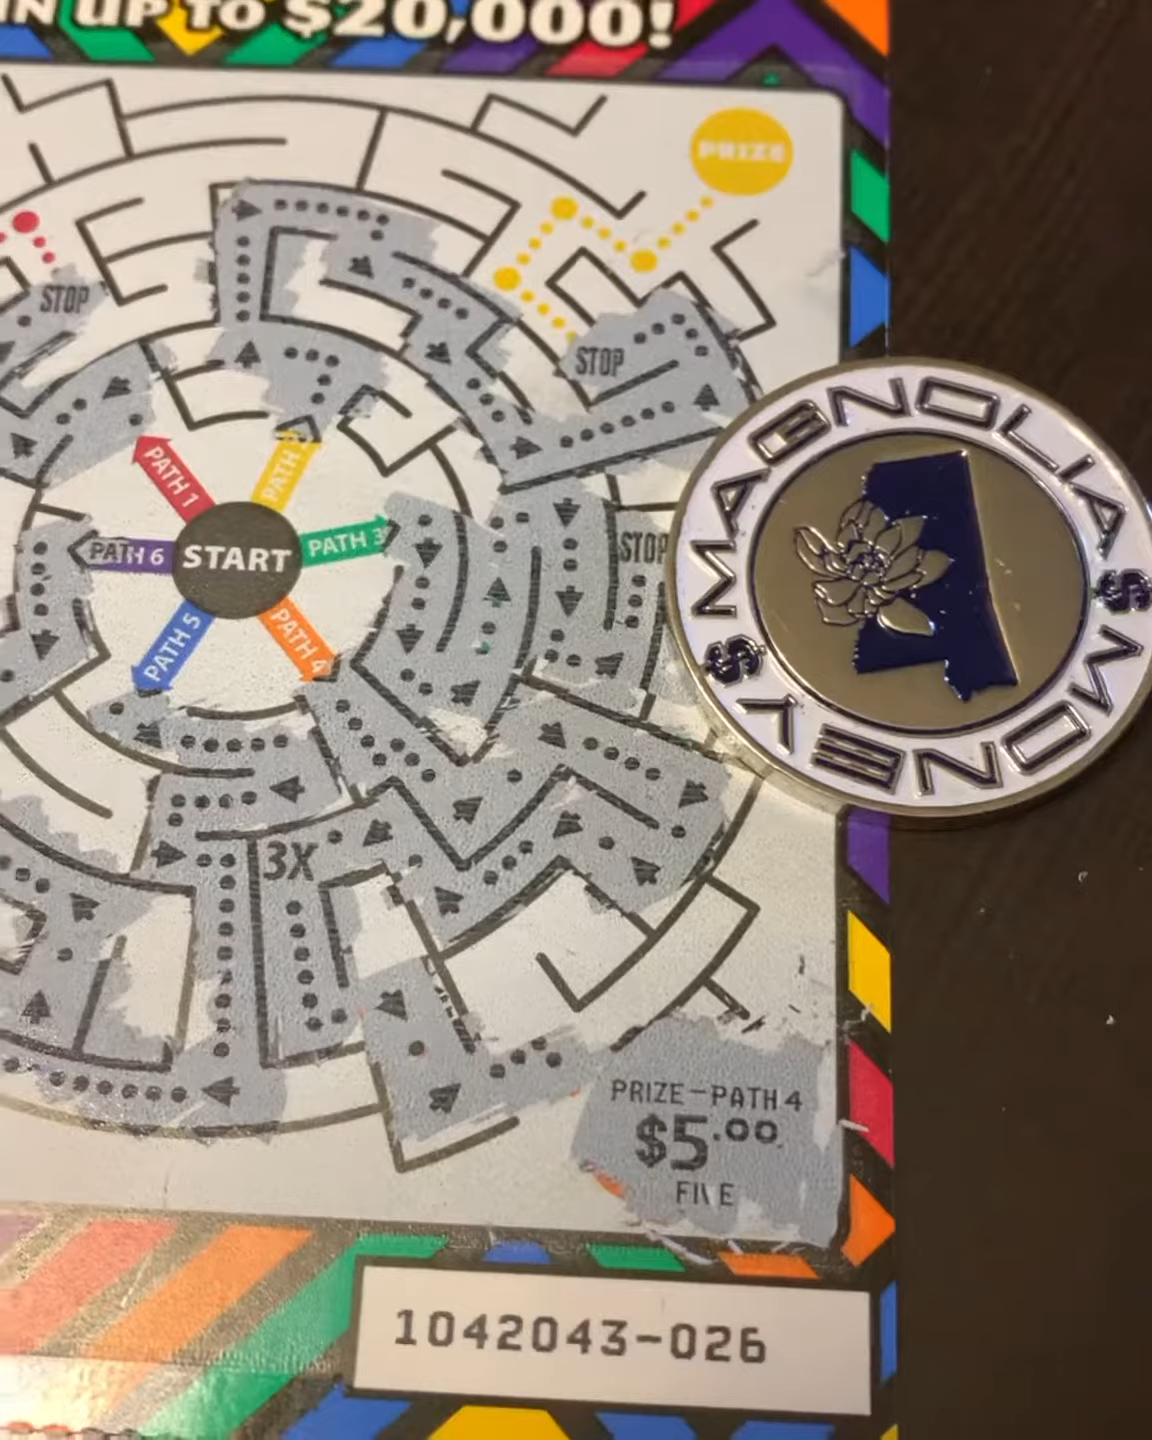 IN UP TO $20,000!
PRIZE
STOP
STOP
PATH 1
PATH
PATH 3
STOP
PATH 6
START
PATH 5
PATH 4
3X
MAGNOLIA
$ MONEY $
PRIZE-PATH 4
$5.00
FIVE
1042043-026